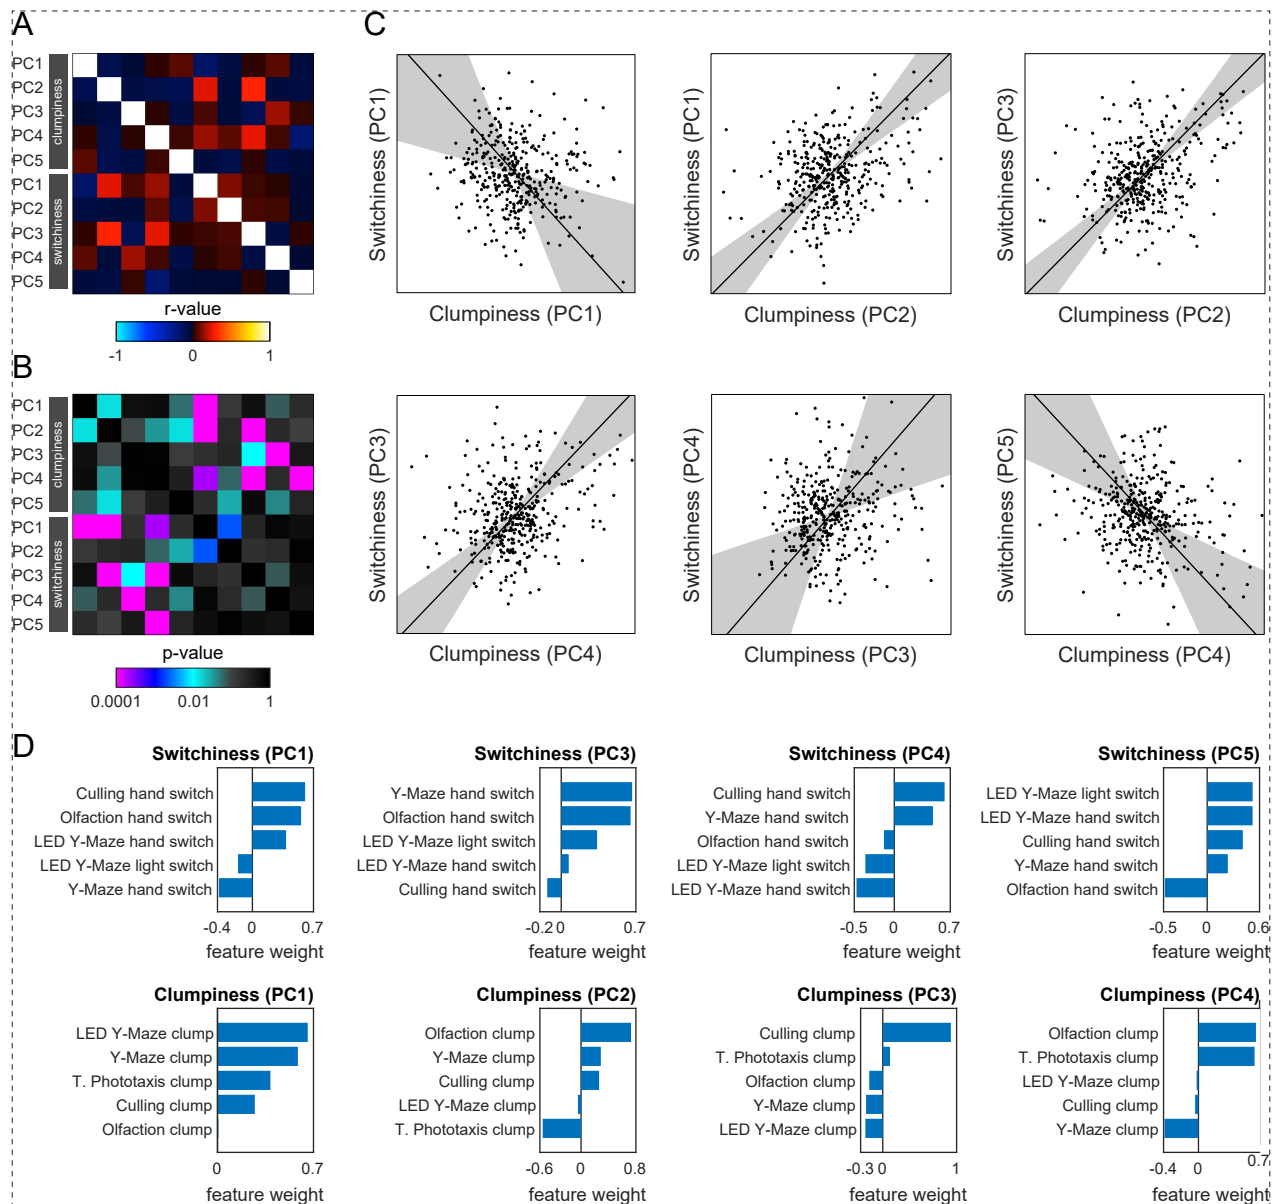 A
PC1
PC2
PC3
PC4
PC5
clumpiness
PC1
PC2
PC3
PC4
PC5
switchiness
r-value
-1 0 1
B
PC1
PC2
PC3
PC4
PC5
clumpiness
PC1
PC2
PC3
PC4
PC5
switchiness
p-value
0.0001 0.01 1
C
Switchiness (PC1)
Clumpiness (PC1)
Switchiness (PC1)
Clumpiness (PC2)
Switchiness (PC3)
Clumpiness (PC2)
Switchiness (PC3)
Clumpiness (PC4)
Switchiness (PC4)
Clumpiness (PC3)
Switchiness (PC5)
Clumpiness (PC4)
D
Switchiness (PC1)
Culling hand switch
Olfaction hand switch
LED Y-Maze hand switch
LED Y-Maze light switch
Y-Maze hand switch
-0.4 0 0.7
feature weight
Switchiness (PC3)
Y-Maze hand switch
Olfaction hand switch
LED Y-Maze light switch
LED Y-Maze hand switch
Culling hand switch
-0.2 0 0.7
feature weight
Switchiness (PC4)
Culling hand switch
Y-Maze hand switch
Olfaction hand switch
LED Y-Maze light switch
LED Y-Maze hand switch
-0.5 0 0.7
feature weight
Switchiness (PC5)
LED Y-Maze light switch
LED Y-Maze hand switch
Culling hand switch
Y-Maze hand switch
Olfaction hand switch
-0.5 0 0.6
feature weight
Clumpiness (PC1)
LED Y-Maze clump
Y-Maze clump
T. Phototaxis clump
Culling clump
Olfaction clump
0 0.7
feature weight
Clumpiness (PC2)
Olfaction clump
Y-Maze clump
Culling clump
LED Y-Maze clump
T. Phototaxis clump
-0.6 0 0.8
feature weight
Clumpiness (PC3)
Culling clump
T. Phototaxis clump
Olfaction clump
Y-Maze clump
LED Y-Maze clump
-0.3 0 1
feature weight
Clumpiness (PC4)
Olfaction clump
T. Phototaxis clump
LED Y-Maze clump
Culling clump
Y-Maze clump
-0.4 0 0.7
feature weight